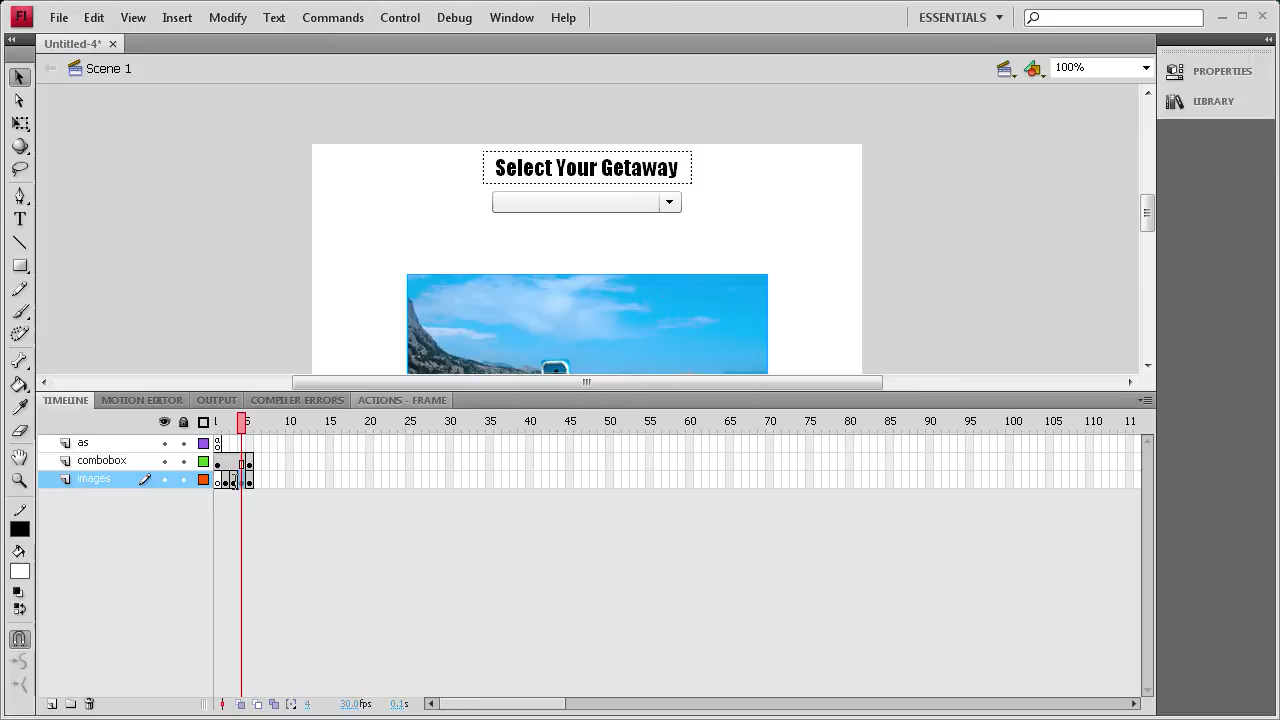 Fl File Edit View Insert Modify Text Commands Control Debug Window Help ESSENTIALS
Untitled-4*
Scene 1 100%
PROPERTIES
LIBRARY
Select Your Getaway
TIMELINE MOTION EDITOR OUTPUT COMPILER ERRORS ACTIONS - FRAME
5 10 15 20 25 30 35 40 45 50 55 60 65 70 75 80 85 90 95 100 105 11
as
combobox
images
4 30.0fps 0.1s